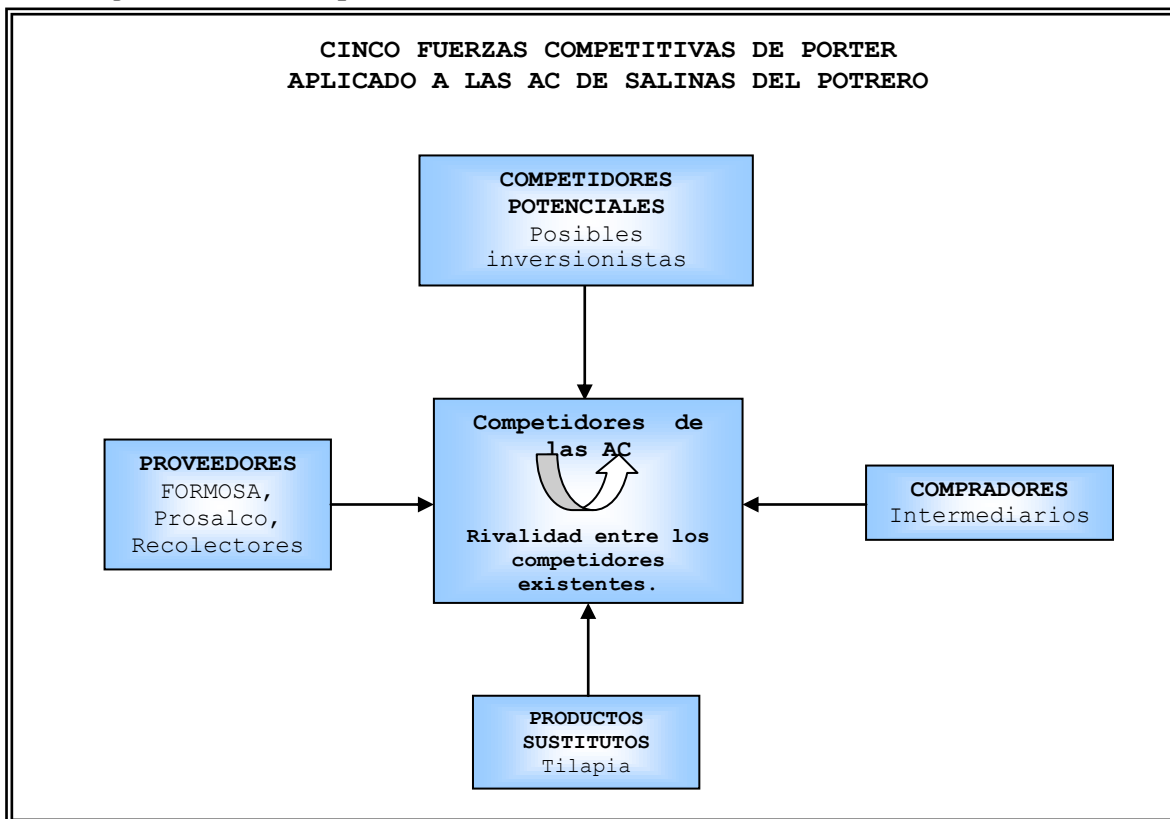 CINCO FUERZAS COMPETITIVAS DE PORTER
APLICADO A LAS AC DE SALINAS DEL POTRERO
COMPETIDORES
POTENCIALES
Posibles
inversionistas
PROVEEDORES
FORMOSA,
Prosalco,
Recolectores
Competidores de
las AC
Rivalidad entre los
competidores
existentes.
COMPRADORES
Intermediarios
PRODUCTOS
SUSTITUTOS
Tilapia